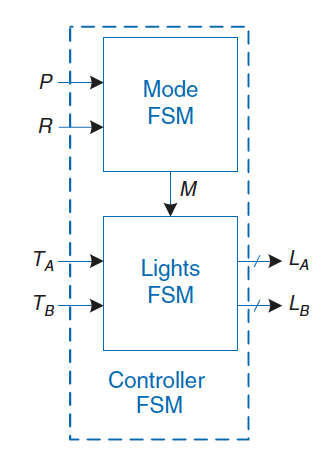 P
Mode
FSM
R
M
T_A
Lights
FSM
L_A
T_B
L_B
Controller
FSM